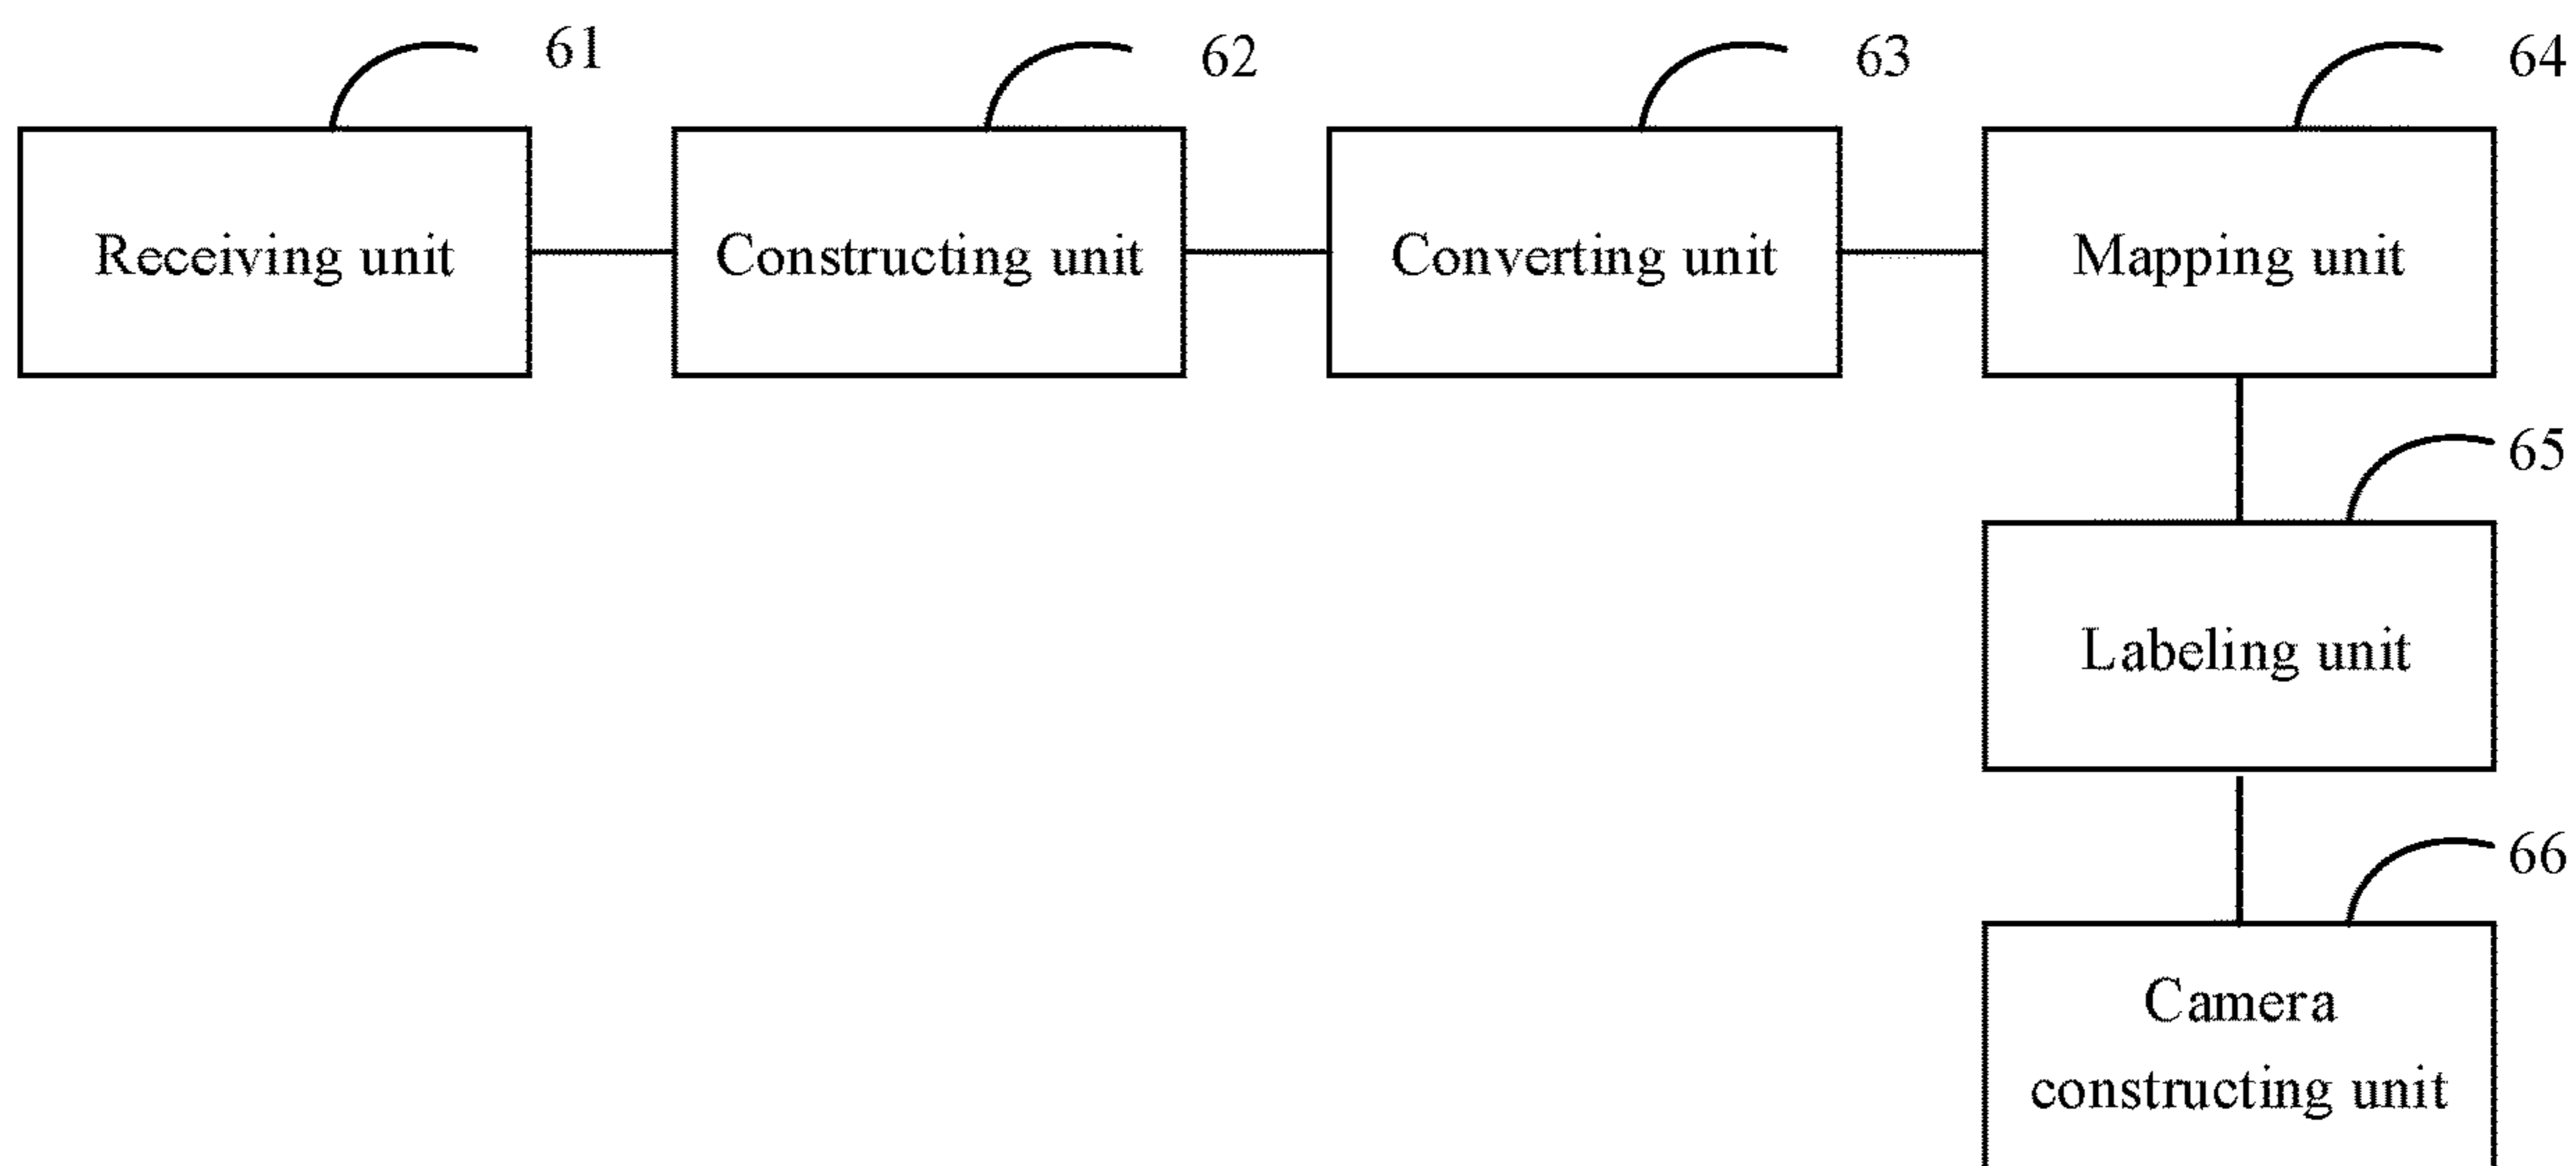 61
62
63
64
Receiving unit
Constructing unit
Converting unit
Mapping unit
65
Labeling unit
66
Camera
constructing unit